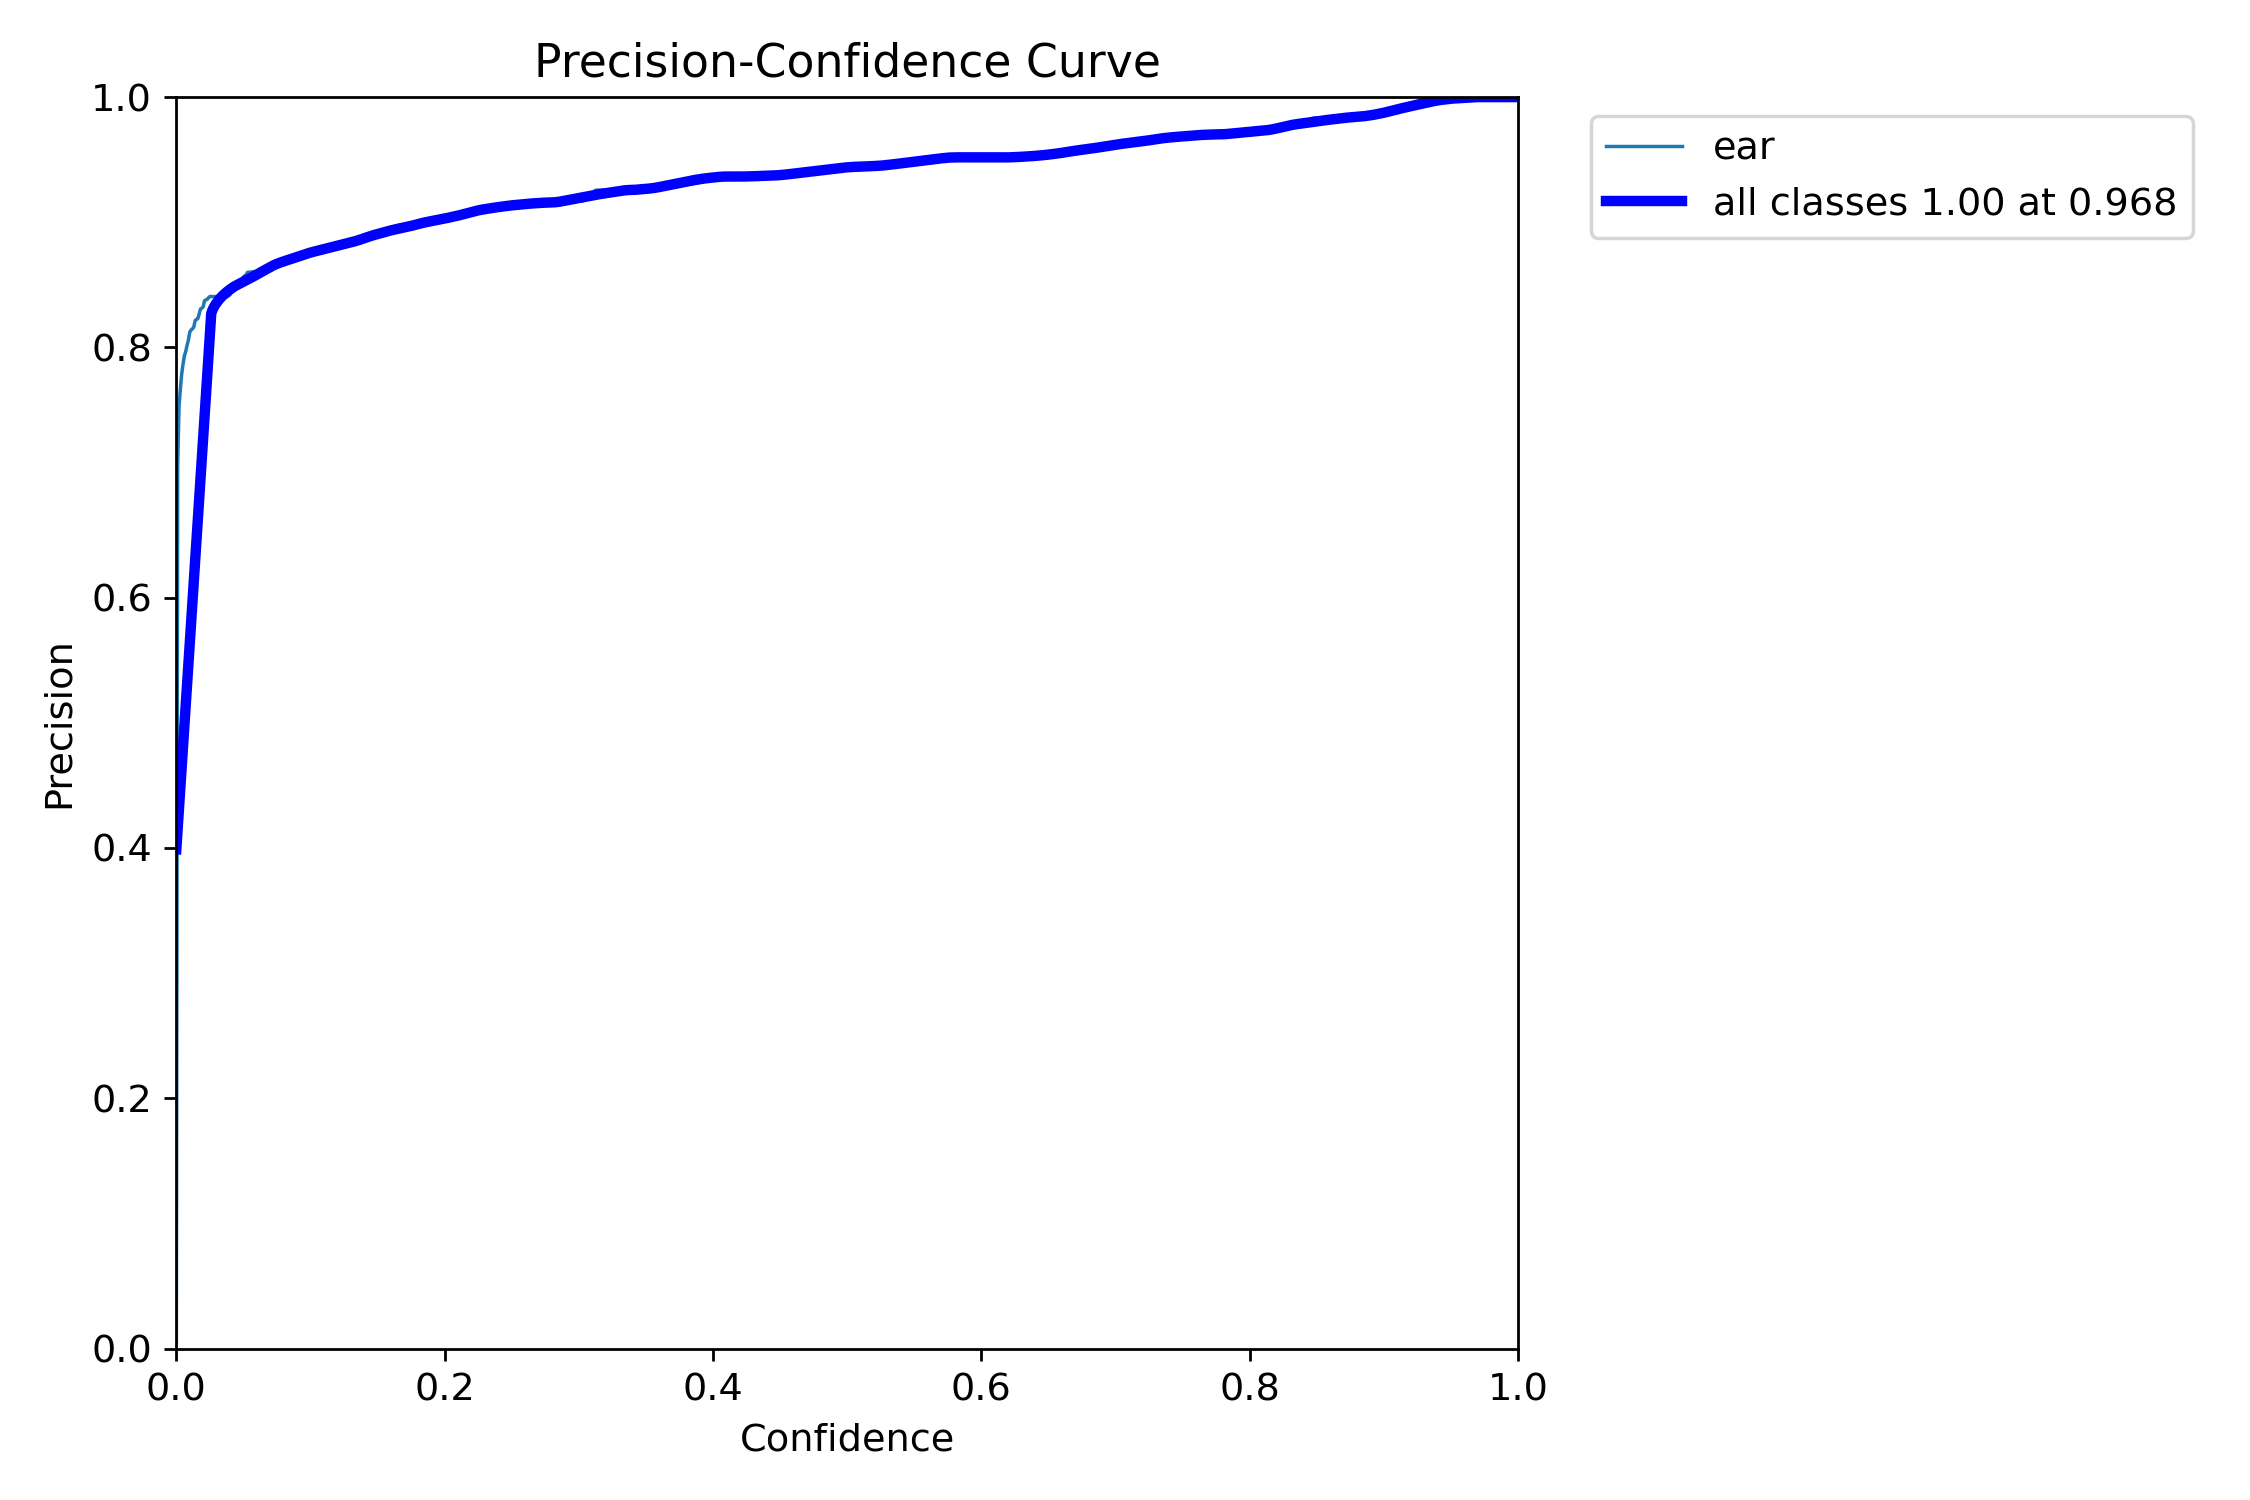 Precision-Confidence Curve
1.0
0.8
0.6
0.4
0.2
0.0
Precision
0.0 0.2 0.4 0.6 0.8 1.0
Confidence
ear
all classes 1.00 at 0.968